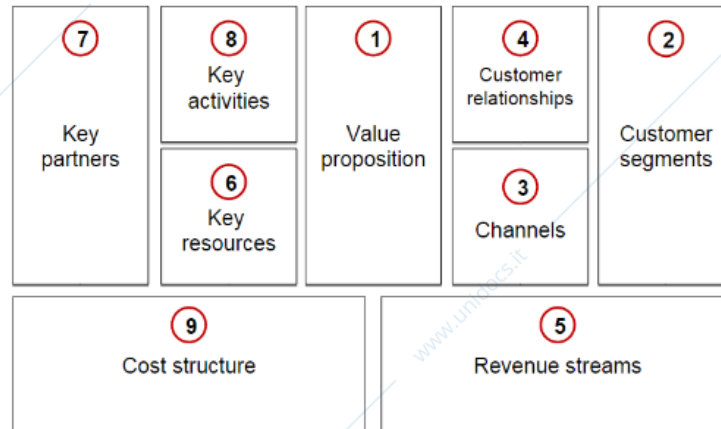 7
Key
partners
8
Key
activities
6
Key
resources
1
Value
proposition
4
Customer
relationships
3
Channels
2
Customer
segments
9
Cost structure
5
Revenue streams
www.unidocs.it